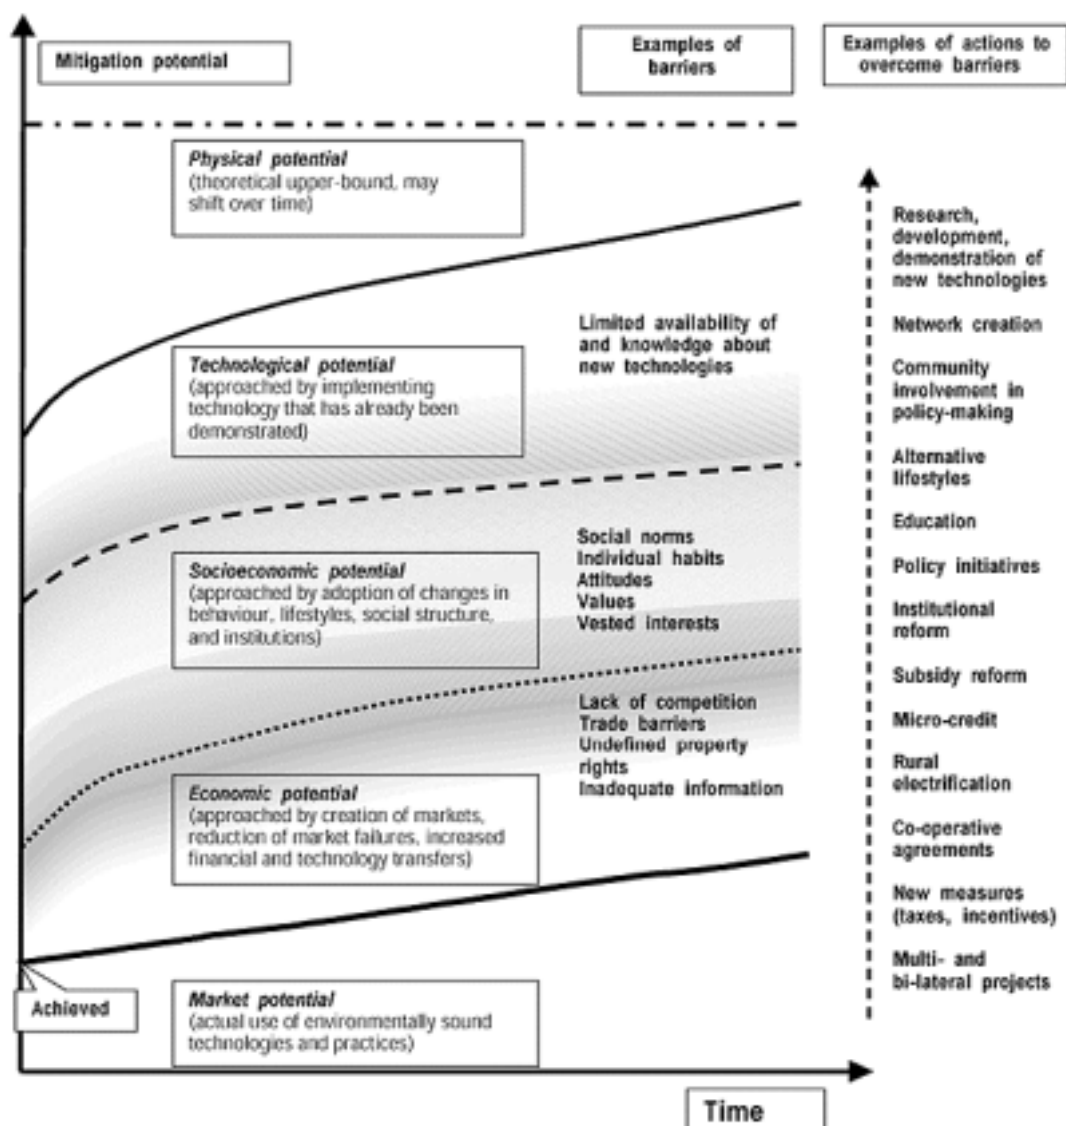 Mitigation potential
Examples of
barriers
Examples of actions to
overcome barriers
Physical potential
(theoretical upper-bound, may
shift over time)
Technological potential
(approached by implementing
technology that has already been
demonstrated)
Socioeconomic potential
(approached by adoption of changes in
behaviour, lifestyles, social structure,
and institutions)
Economic potential
(approached by creation of markets,
reduction of market failures, increased
financial and technology transfers)
Market potential
(actual use of environmentally sound
technologies and practices)
Achieved
Limited availability of
and knowledge about
new technologies
Social norms
Individual habits
Attitudes
Values
Vested interests
Lack of competition
Trade barriers
Undefined property
rights
Inadequate information
Research,
development,
demonstration of
new technologies
Network creation
Community
involvement in
policy-making
Alternative
lifestyles
Education
Policy initiatives
Institutional
reform
Subsidy reform
Micro-credit
Rural
electrification
Co-operative
agreements
New measures
(taxes, incentives)
Multi- and
bi-lateral projects
Time